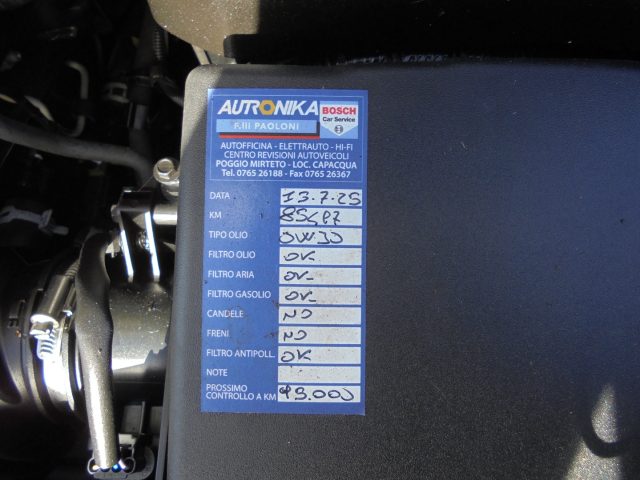 AUTRONIKA
F.lli PAOLONI
BOSCH
Car Service
AUTOFFICINA - ELETTRAUTO - HI-FI
CENTRO REVISIONI AUTOVEICOLI
POGGIO MIRTETO - LOC. CAPACQUA
Tel. 0765 26188 - Fax 0765 26367
DATA 13.7.25
KM
TIPO OLIO 0W30
FILTRO OLIO OK
FILTRO ARIA OK
FILTRO GASOLIO OK
CANDELE NO
FRENI NO
FILTRO ANTIPOLL. OK
NOTE
PROSSIMO
CONTROLLO A KM